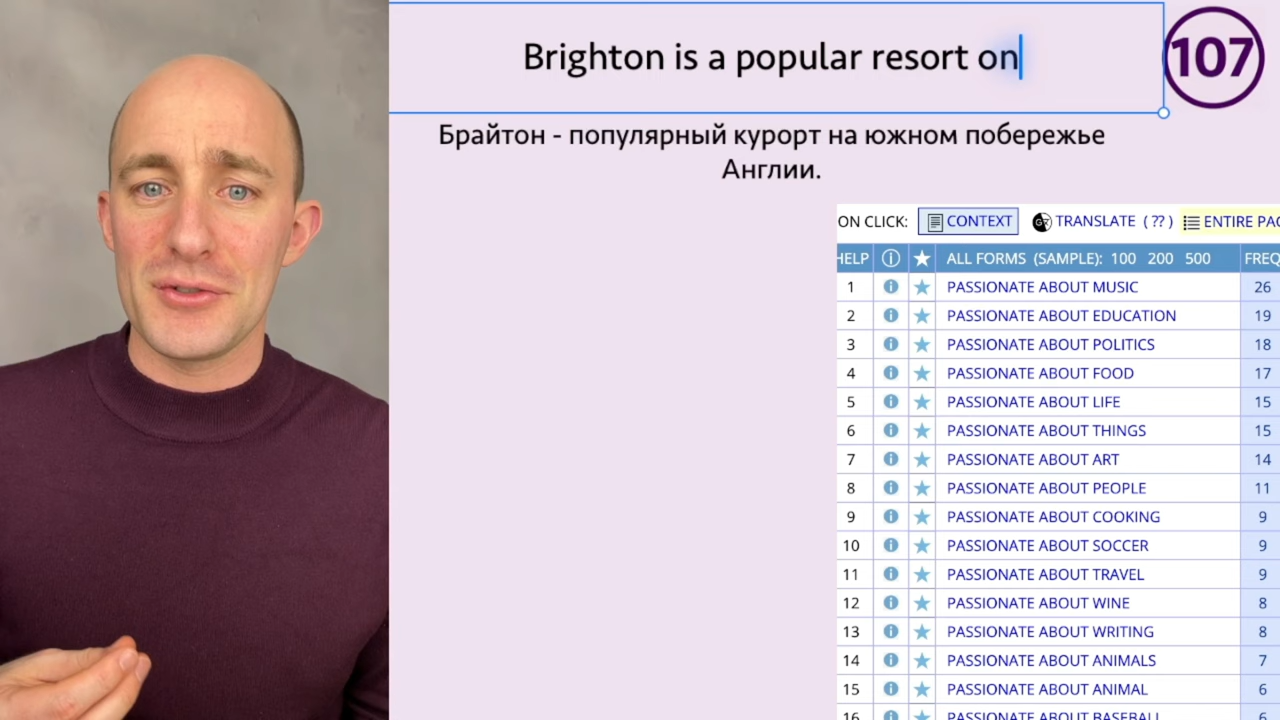 Brighton is a popular resort on
107
Брайтон - популярный курорт на южном побережье
Англии.
ON CLICK: CONTEXT TRANSLATE (??) ENTIRE
HELP ALL FORMS (SAMPLE): 100 200 500 FREQ
1 PASSIONATE ABOUT MUSIC 26
2 PASSIONATE ABOUT EDUCATION 19
3 PASSIONATE ABOUT POLITICS 18
4 PASSIONATE ABOUT FOOD 17
5 PASSIONATE ABOUT LIFE 15
6 PASSIONATE ABOUT THINGS 15
7 PASSIONATE ABOUT ART 14
8 PASSIONATE ABOUT PEOPLE 11
9 PASSIONATE ABOUT COOKING 9
10 PASSIONATE ABOUT SOCCER 9
11 PASSIONATE ABOUT TRAVEL 9
12 PASSIONATE ABOUT WINE 8
13 PASSIONATE ABOUT WRITING 8
14 PASSIONATE ABOUT ANIMALS 7
15 PASSIONATE ABOUT ANIMAL 6
16 PASSIONATE ABOUT BASEBALL 6